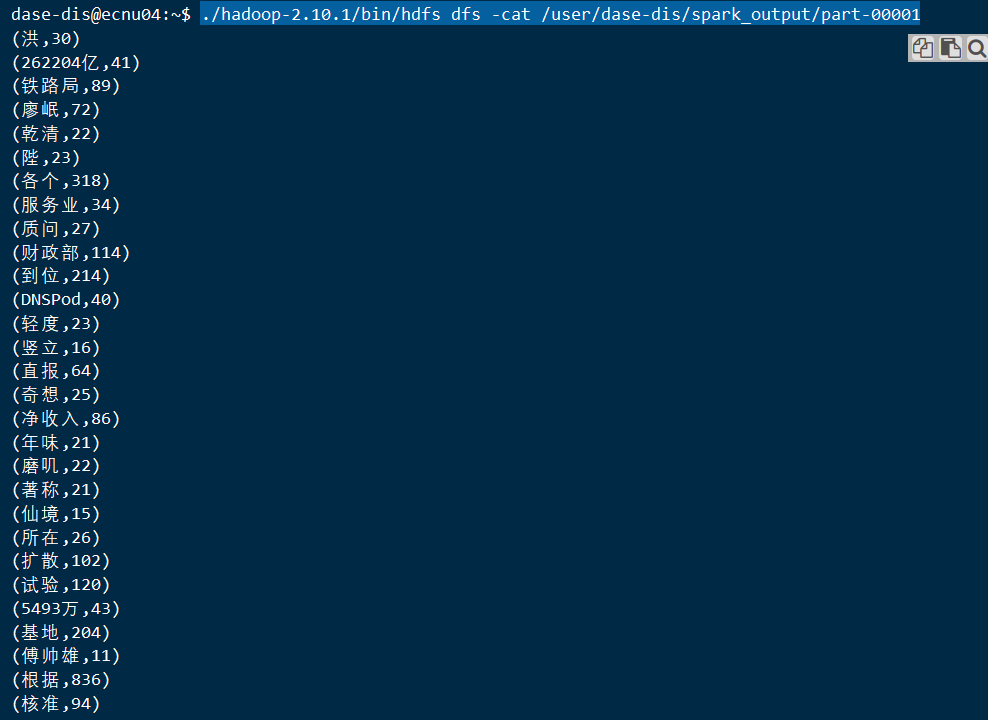 dase-dis@ecnu04:~$ ./hadoop-2.10.1/bin/hdfs dfs -cat /user/dase-dis/spark_output/part-00001
(洪,30)
(262204亿,41)
(铁路局,89)
(廖岷,72)
(乾清,22)
(陛,23)
(各个,318)
(服务业,34)
(质问,27)
(财政部,114)
(到位,214)
(DNSPod,40)
(轻度,23)
(竖立,16)
(直报,64)
(奇想,25)
(净收入,86)
(年味,21)
(磨叽,22)
(著称,21)
(仙境,15)
(所在,26)
(扩散,102)
(试验,120)
(5493万,43)
(基地,204)
(傅帅雄,11)
(根据,836)
(核准,94)